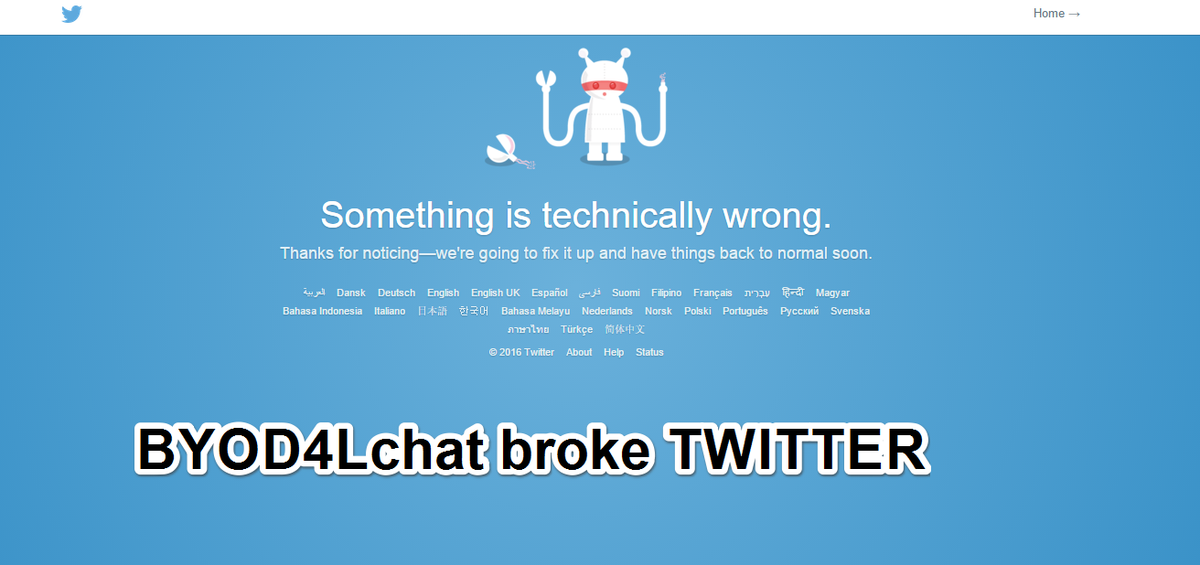 Home →
Something is technically wrong.
Thanks for noticing—we're going to fix it up and have things back to normal soon.
العربية Dansk Deutsch English English UK Español فارسی Suomi Filipino Français עִבְרִית हिन्दी Magyar
Bahasa Indonesia Italiano 日本語 한국어 Bahasa Melayu Nederlands Norsk Polski Português Русский Svenska
ภาษาไทย Türkçe 简体中文
© 2016 Twitter About Help Status
BYOD4Lchat broke TWITTER